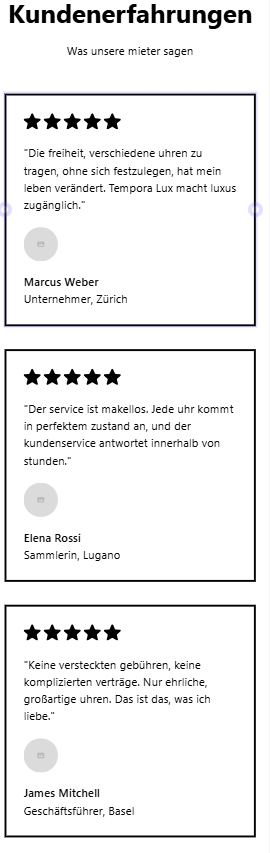 Kundenerfahrungen
Was unsere mieter sagen
"Die freiheit, verschiedene uhren zu
tragen, ohne sich festzulegen, hat mein
leben verändert. Tempora Lux macht luxus
zugänglich."
Marcus Weber
Unternehmer, Zürich
"Der service ist makellos. Jede uhr kommt
in perfektem zustand an, und der
kundenservice antwortet innerhalb von
stunden."
Elena Rossi
Sammlerin, Lugano
"Keine versteckten gebühren, keine
komplizierten verträge. Nur ehrliche,
großartige uhren. Das ist das, was ich
liebe."
James Mitchell
Geschäftsführer, Basel